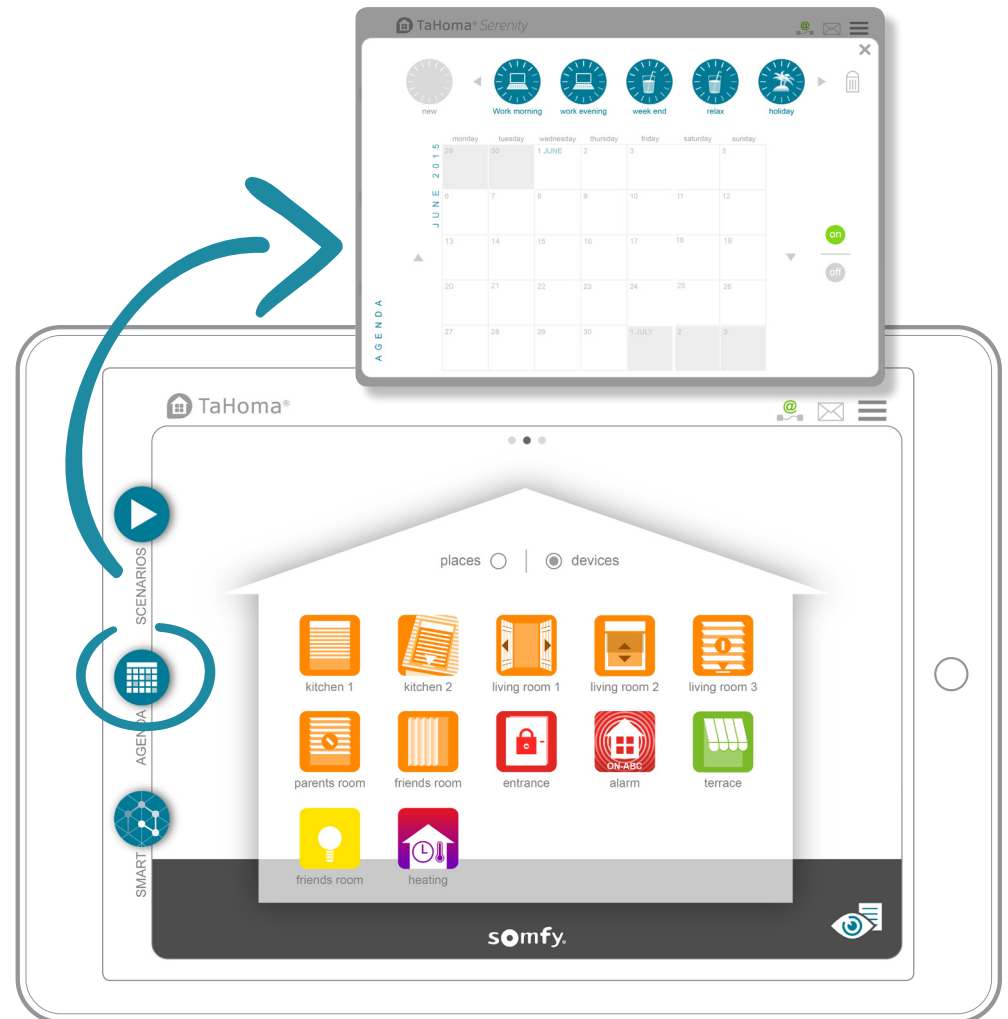 TaHoma® Serenity
new
Work morning
work evening
week end
relax
holiday
JUNE 2015
monday tuesday wednesday thursday friday saturday sunday
29 30 1 JUNE 2 3 5
6 7 8 9 10 11 12
13 14 15 16 17 18 19
20 21 22 23 24 25 26
27 28 29 30 1 JULY 2 3
on
off
AGENDA
TaHoma®
@
places
devices
SCENARIOS
AGENDA
SMART
kitchen 1
kitchen 2
living room 1
living room 2
living room 3
parents room
friends room
entrance
ON-ABC
alarm
terrace
friends room
heating
somfy.